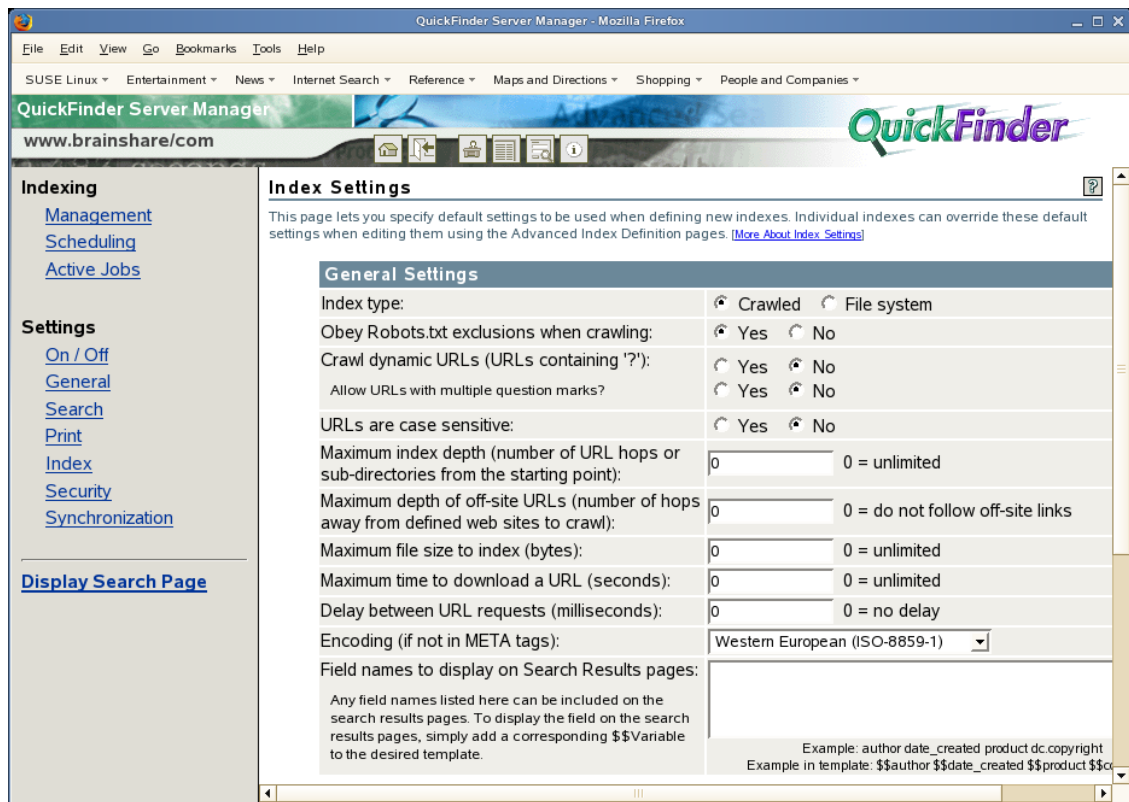 QuickFinder Server Manager - Mozilla Firefox
File Edit View Go Bookmarks Tools Help
SUSE Linux Entertainment News Internet Search Reference Maps and Directions Shopping People and Companies
QuickFinder Server Manager
Advanced Sea
QuickFinder
www.brainshare/com
Indexing
Management
Scheduling
Active Jobs
Settings
On / Off
General
Search
Print
Index
Security
Synchronization
Display Search Page
Index Settings
?
This page lets you specify default settings to be used when defining new indexes. Individual indexes can override these default
settings when editing them using the Advanced Index Definition pages. [More About Index Settings]
General Settings
Index type: Crawled File system
Obey Robots.txt exclusions when crawling: Yes No
Crawl dynamic URLs (URLs containing '?'): Yes No
Allow URLs with multiple question marks? Yes No
URLs are case sensitive: Yes No
Maximum index depth (number of URL hops or
sub-directories from the starting point): 0 0 = unlimited
Maximum depth of off-site URLs (number of hops
away from defined web sites to crawl): 0 0 = do not follow off-site links
Maximum file size to index (bytes): 0 0 = unlimited
Maximum time to download a URL (seconds): 0 0 = unlimited
Delay between URL requests (milliseconds): 0 0 = no delay
Encoding (if not in META tags): Western European (ISO-8859-1)
Field names to display on Search Results pages:
Any field names listed here can be included on the
search results pages. To display the field on the search
results pages, simply add a corresponding $$Variable
to the desired template.
Example: author date_created product dc.copyright
Example in template: $$author $$date_created $$product $$c